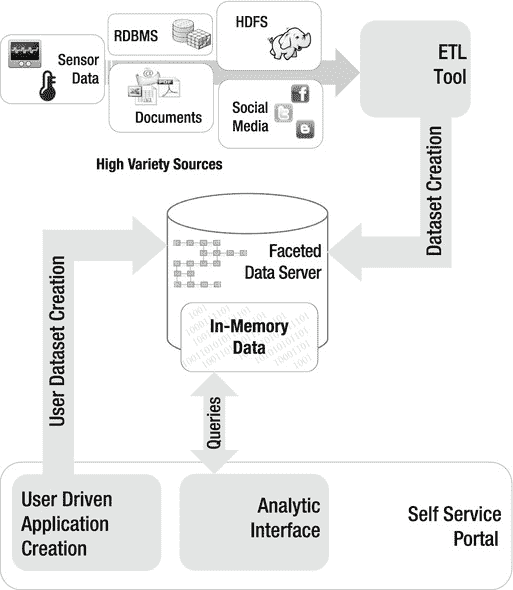 RDBMS
HDFS
Sensor
Data
Documents
Social
Media
ETL
Tool
High Variety Sources
Dataset Creation
Faceted
Data Server
In-Memory
Data
User Dataset Creation
Queries
User Driven
Application
Creation
Analytic
Interface
Self Service
Portal